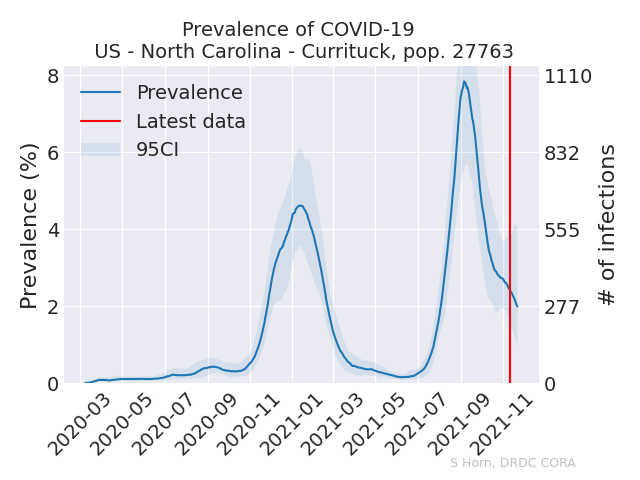 Prevalence of COVID-19
US - North Carolina - Currituck, pop. 27763
Prevalence
Latest data
95CI
Prevalence (%)
8
6
4
2
0
1110
832
555
277
0
# of infections
2020-03
2020-05
2020-07
2020-09
2020-11
2021-01
2021-03
2021-05
2021-07
2021-09
2021-11
S Horn, DRDC CORA